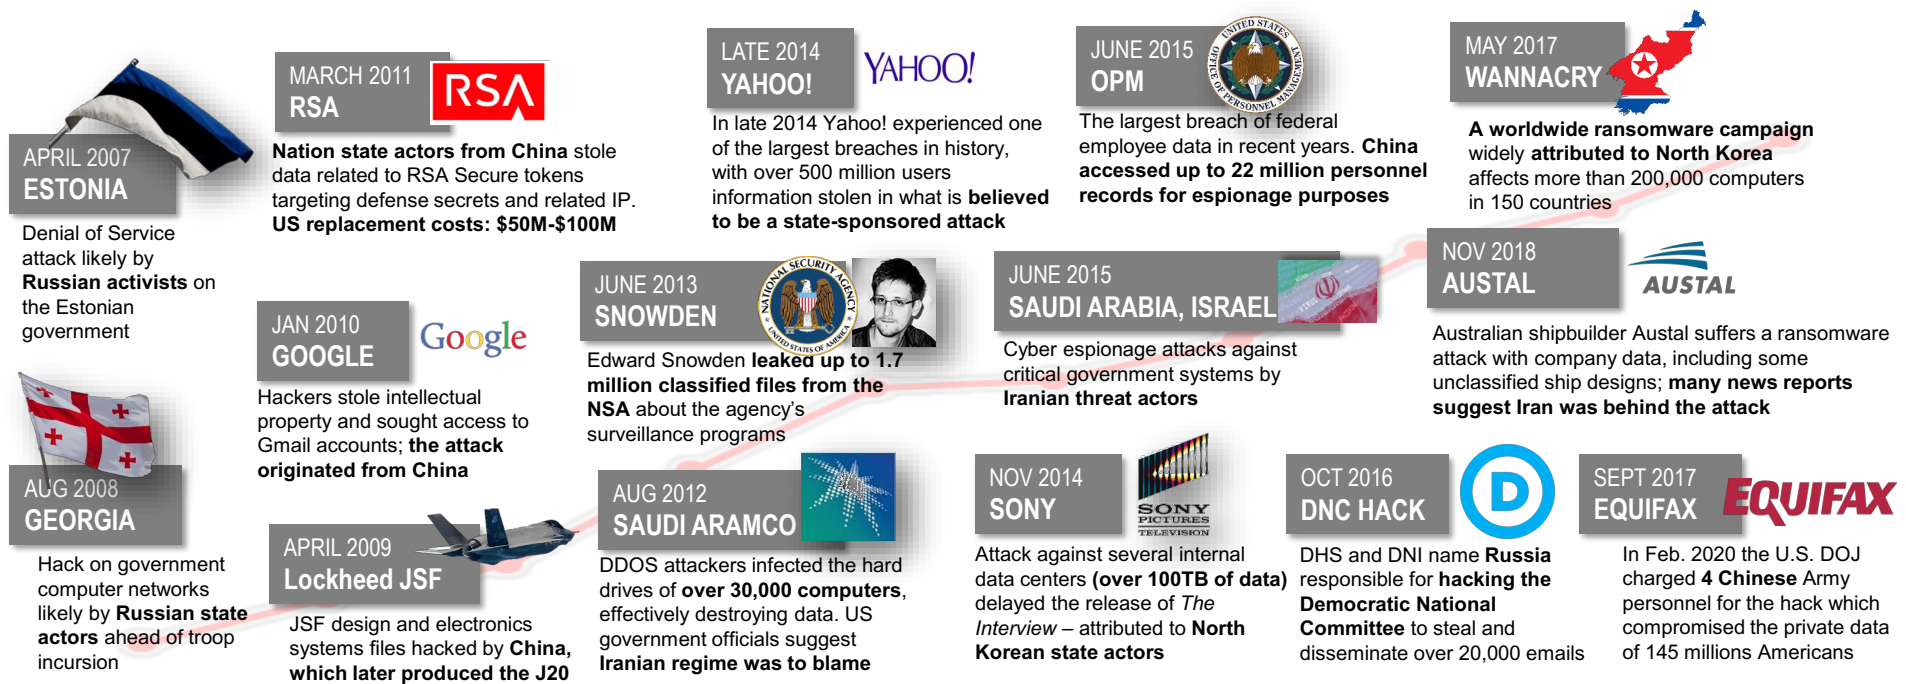 APRIL 2007
ESTONIA
Denial of Service
attack likely by
Russian activists on
the Estonian
government
AUG 2008
GEORGIA
Hack on government
computer networks
likely by Russian state
actors ahead of troop
incursion
MARCH 2011
RSA
RSA
Nation state actors from China stole
data related to RSA Secure tokens
targeting defense secrets and related IP.
US replacement costs: $50M-$100M
JAN 2010
GOOGLE
Google
Hackers stole intellectual
property and sought access to
Gmail accounts; the attack
originated from China
APRIL 2009
Lockheed JSF
JSF design and electronics
systems files hacked by China,
which later produced the J20
LATE 2014
YAHOO!
YAHOO!
In late 2014 Yahoo! experienced one
of the largest breaches in history,
with over 500 million users
information stolen in what is believed
to be a state-sponsored attack
JUNE 2013
SNOWDEN
NATIONAL SECURITY AGENCY
UNITED STATES OF AMERICA
Edward Snowden leaked up to 1.7
million classified files from the
NSA about the agency's
surveillance programs
AUG 2012
SAUDI ARAMCO
DDOS attackers infected the hard
drives of over 30,000 computers,
effectively destroying data. US
government officials suggest
Iranian regime was to blame
JUNE 2015
OPM
UNITED STATES
OFFICE OF PERSONNEL MANAGEMENT
The largest breach of federal
employee data in recent years. China
accessed up to 22 million personnel
records for espionage purposes
JUNE 2015
SAUDI ARABIA, ISRAEL
Cyber espionage attacks against
critical government systems by
Iranian threat actors
NOV 2014
SONY
SONY
PICTURES
TELEVISION
Attack against several internal
data centers (over 100TB of data)
delayed the release of The
Interview – attributed to North
Korean state actors
MAY 2017
WANNACRY
A worldwide ransomware campaign
widely attributed to North Korea
affects more than 200,000 computers
in 150 countries
NOV 2018
AUSTAL
AUSTAL
Australian shipbuilder Austal suffers a ransomware
attack with company data, including some
unclassified ship designs; many news reports
suggest Iran was behind the attack
OCT 2016
DNC HACK
D
DHS and DNI name Russia
responsible for hacking the
Democratic National
Committee to steal and
disseminate over 20,000 emails
SEPT 2017
EQUIFAX
EQUIFAX
In Feb. 2020 the U.S. DOJ
charged 4 Chinese Army
personnel for the hack which
compromised the private data
of 145 millions Americans